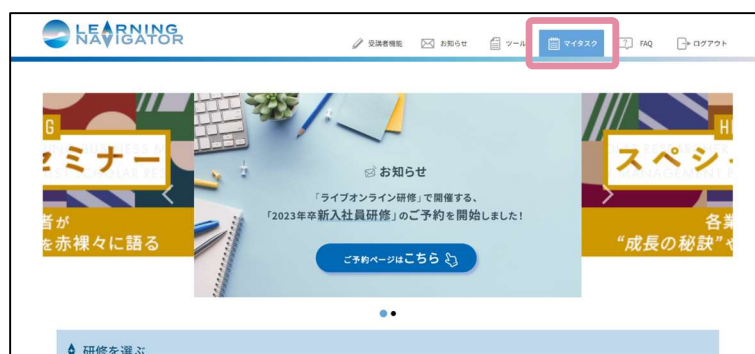 LEARNING
NAVIGATOR
受講者機能
お知らせ
ツール
マイタスク
FAQ
ログアウト
G
セミナー
者が
を赤裸々に語る
お知らせ
「ライブオンライン研修」で開催する、
「2023年卒新入社員研修」のご予約を開始しました!
ご予約ページはこちら
スペシ
各業
“成長の秘訣”や
研修を選ぶ